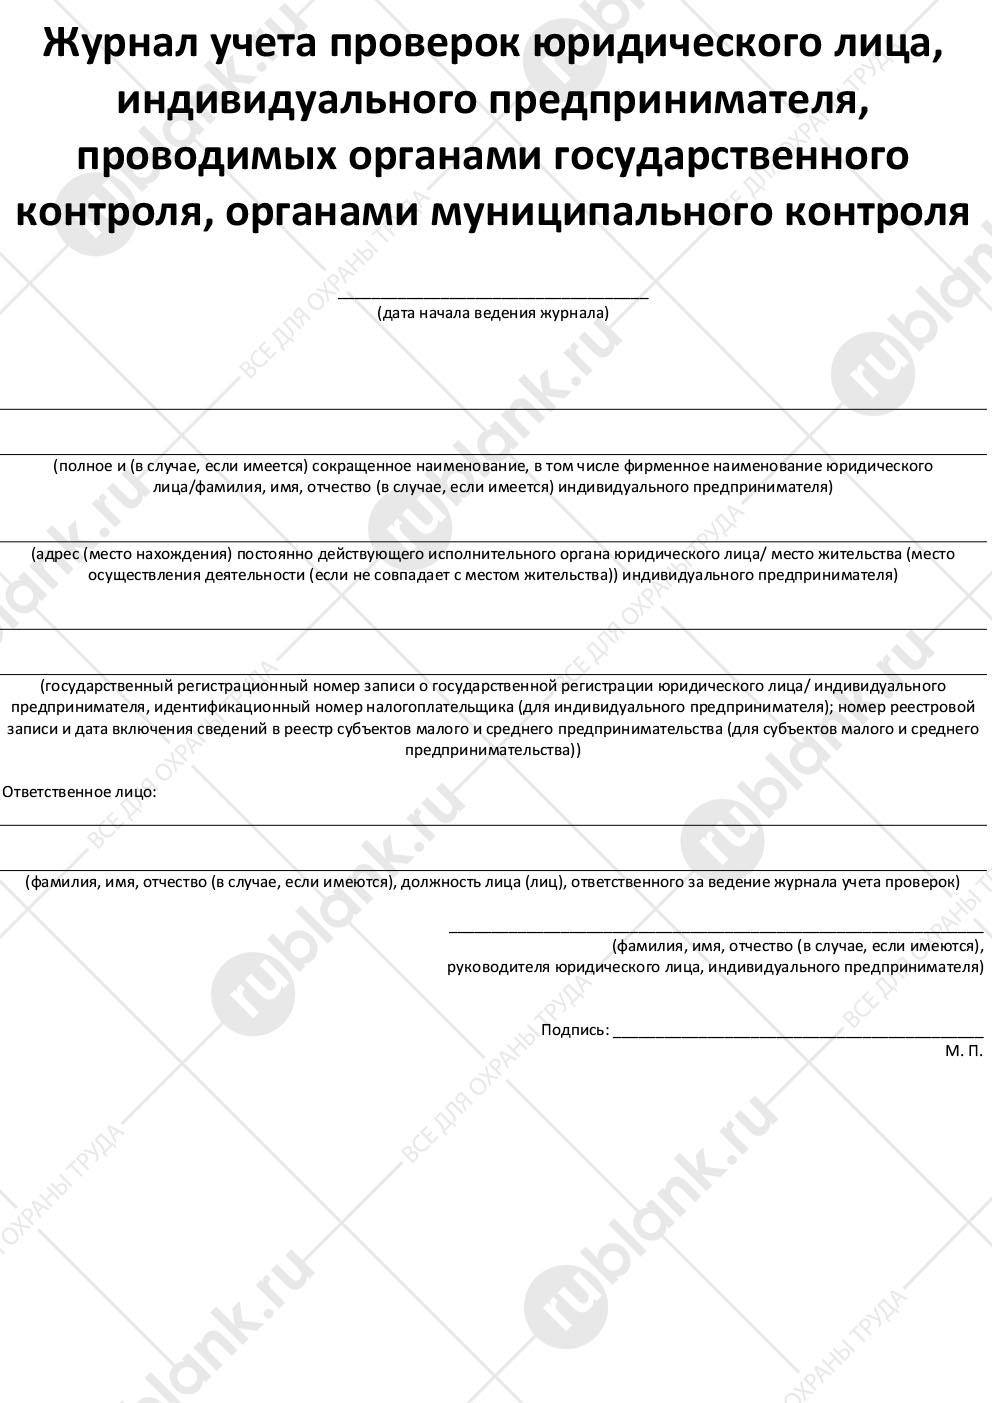 Журнал учета проверок юридического лица,
индивидуального предпринимателя,
проводимых органами государственного
контроля, органами муниципального контроля
(дата начала ведения журнала)
(полное и (в случае, если имеется) сокращенное наименование, в том числе фирменное наименование юридического
лица/фамилия, имя, отчество (в случае, если имеется) индивидуального предпринимателя)
(адрес (место нахождения) постоянно действующего исполнительного органа юридического лица/ место жительства (место
осуществления деятельности (если не совпадает с местом жительства)) индивидуального предпринимателя)
(государственный регистрационный номер записи о государственной регистрации юридического лица/ индивидуального
предпринимателя, идентификационный номер налогоплательщика (для индивидуального предпринимателя); номер реестровой
записи и дата включения сведений в реестр субъектов малого и среднего предпринимательства (для субъектов малого и среднего
предпринимательства))
Ответственное лицо:
(фамилия, имя, отчество (в случае, если имеются), должность лица (лиц), ответственного за ведение журнала учета проверок)
(фамилия, имя, отчество (в случае, если имеются),
руководителя юридического лица, индивидуального предпринимателя)
Подпись:
М. П.
rublank.ru
ВСЕ ДЛЯ ОХРАНЫ ТРУДА